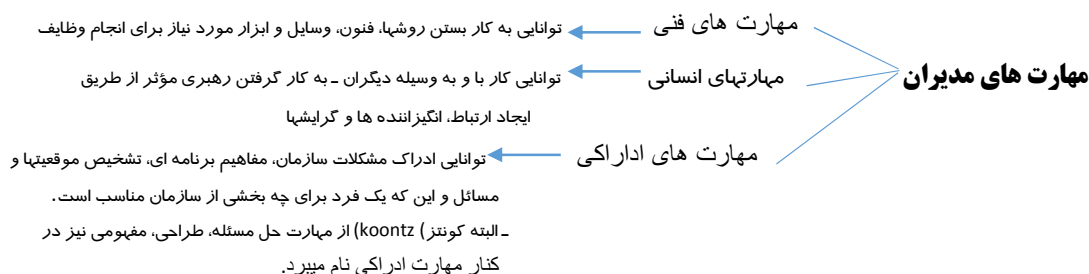 مهارت های مدیران
مهارت های فنی
توانایی به کار بستن روشها، فنون، وسایل و ابزار مورد نیاز برای انجام وظایف
مهارتهای انسانی
توانایی کار با و به وسیله دیگران ـ به کار گرفتن رهبری مؤثر از طریق
ایجاد ارتباط، انگیزاننده ها و گرایشها
مهارت های اداراکی
توانایی ادراک مشکلات سازمان، مفاهیم برنامه ای، تشخیص موقعیتها و
مسائل و این که یک فرد برای چه بخشی از سازمان مناسب است.
ـ البته کونتز) koontz) از مهارت حل مسئله، طراحی، مفهومی نیز در
کنار مهارت ادراکی نام میبرد.